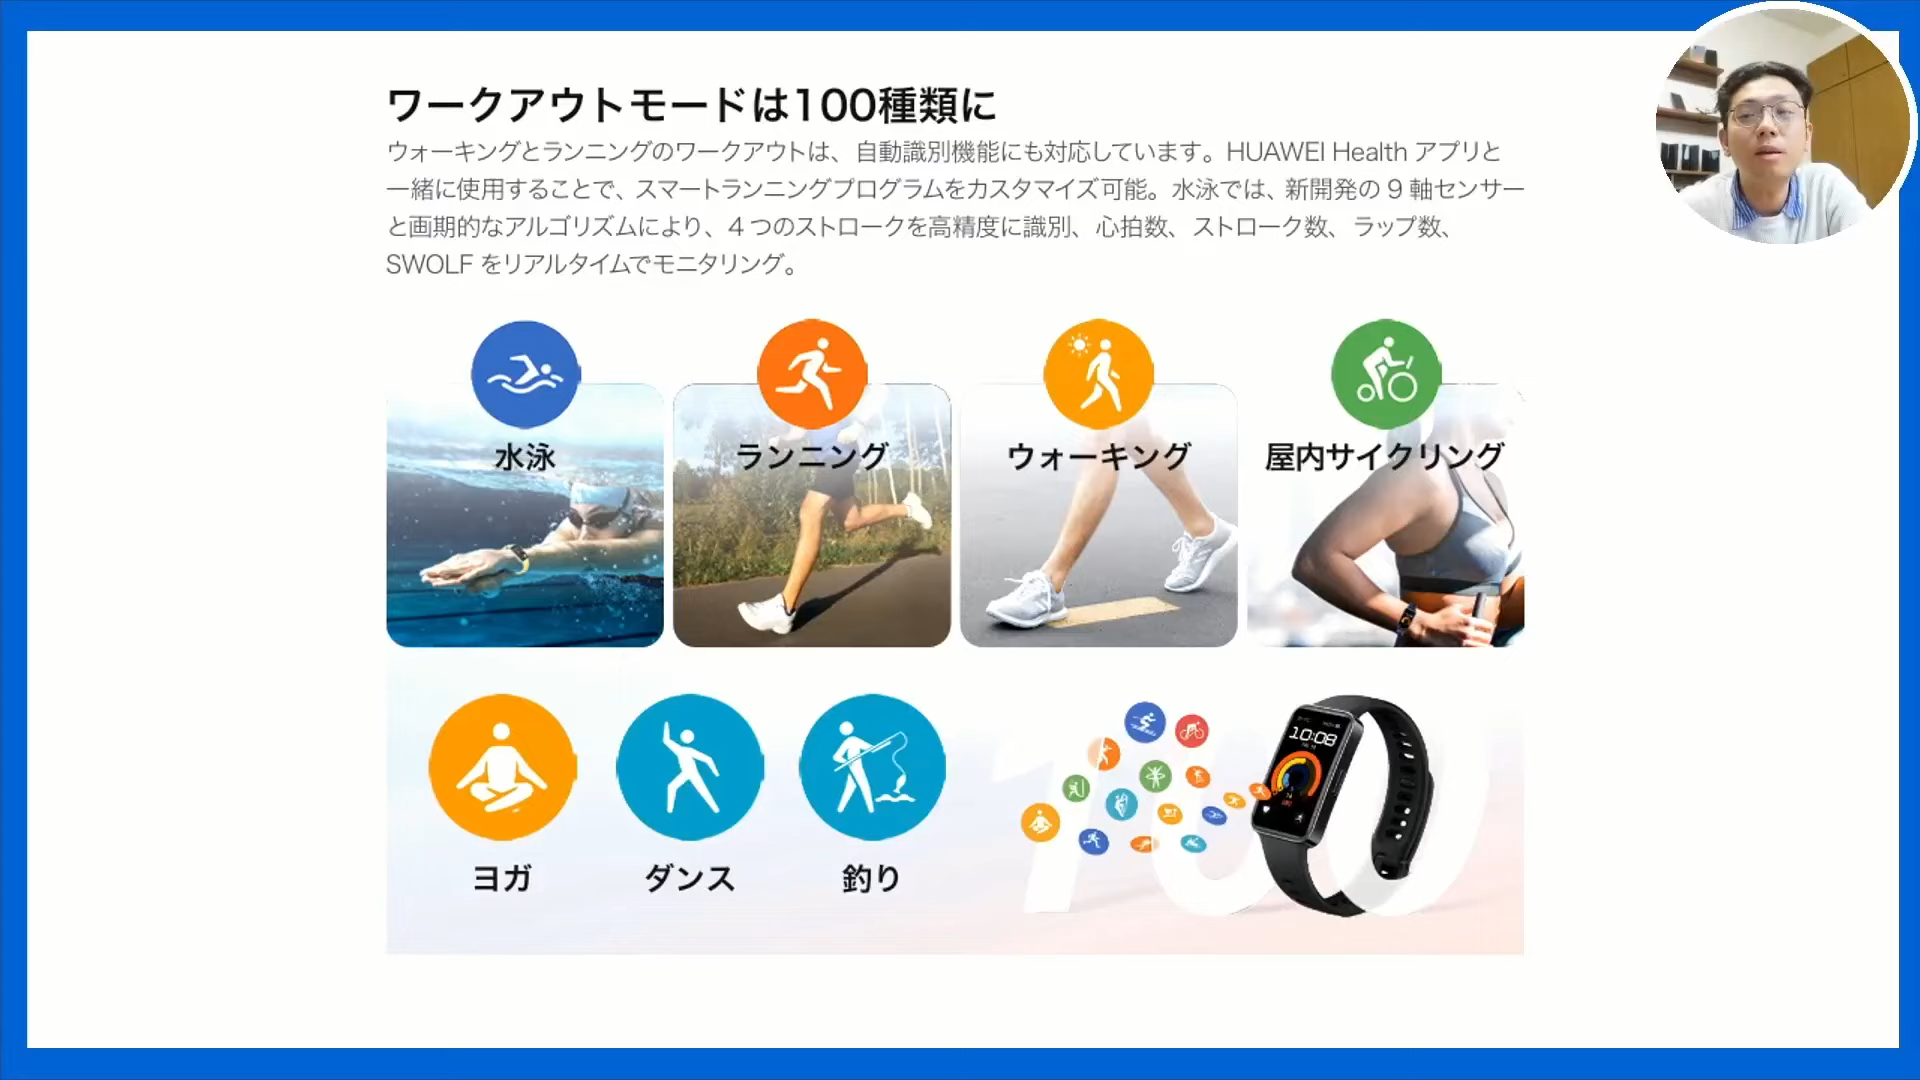 ワークアウトモードは100種類に
ウォーキングとランニングのワークアウトは、自動識別機能にも対応しています。HUAWEI Health アプリと
一緒に使用することで、スマートランニングプログラムをカスタマイズ可能。水泳では、新開発の 9 軸センサー
と画期的なアルゴリズムにより、4 つのストロークを高精度に識別、心拍数、ストローク数、ラップ数、
SWOLF をリアルタイムでモニタリング。
水泳
ランニング
ウォーキング
屋内サイクリング
ヨガ
ダンス
釣り
100
10:08